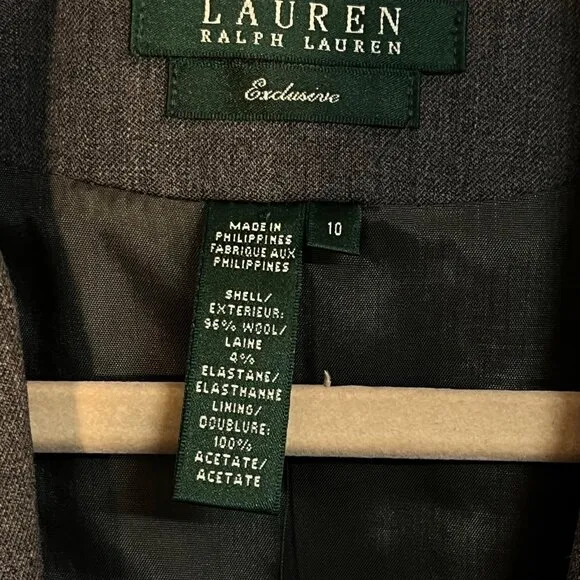 LAUREN
RALPH LAUREN
Exclusive
10
MADE IN
PHILIPPINES
FABRIQUE AUX
PHILIPPINES
SHELL/
EXTERIEUR:
96% WOOL/
LAINE
4%
ELASTANE/
ELASTHANNE
LINING/
DOUBLURE:
100%
ACETATE/
ACETATE